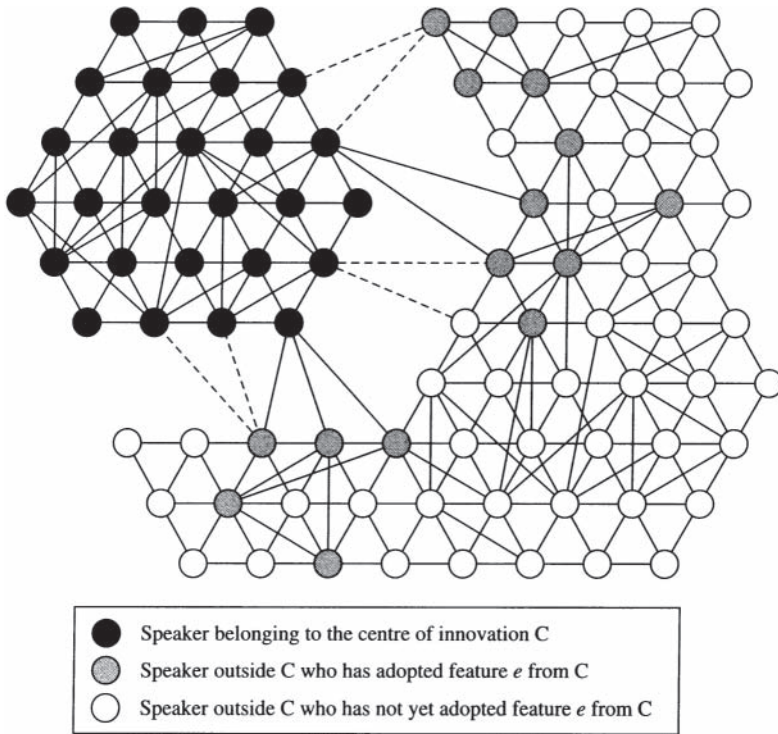 Speaker belonging to the centre of innovation C
Speaker outside C who has adopted feature e from C
Speaker outside C who has not yet adopted feature e from C